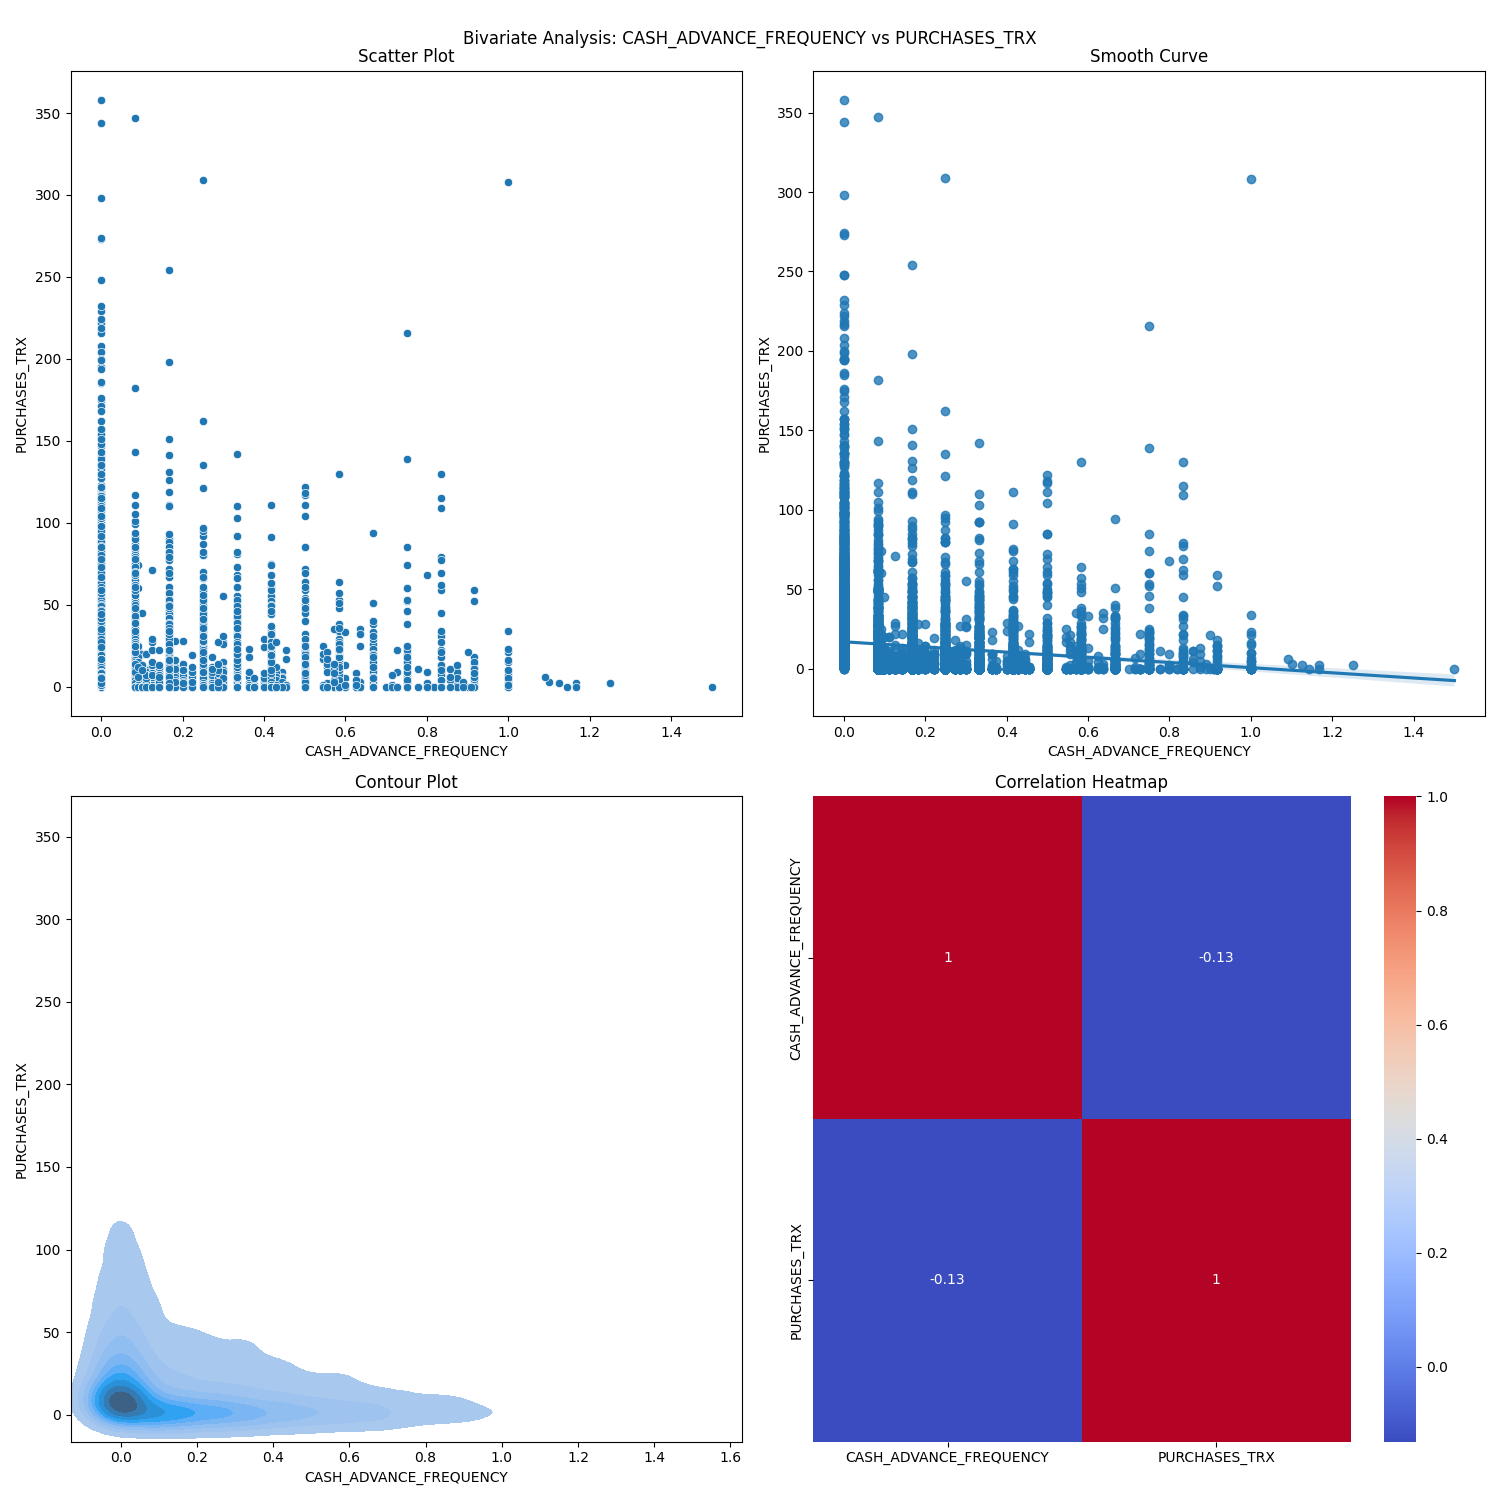 Bivariate Analysis: CASH_ADVANCE_FREQUENCY vs PURCHASES_TRX
Scatter Plot
350
300
250
200
150
100
50
0
PURCHASES_TRX
0.0 0.2 0.4 0.6 0.8 1.0 1.2 1.4
CASH_ADVANCE_FREQUENCY
Smooth Curve
350
300
250
200
150
100
50
0
PURCHASES_TRX
0.0 0.2 0.4 0.6 0.8 1.0 1.2 1.4
CASH_ADVANCE_FREQUENCY
Contour Plot
350
300
250
200
150
100
50
0
PURCHASES_TRX
0.0 0.2 0.4 0.6 0.8 1.0 1.2 1.4 1.6
CASH_ADVANCE_FREQUENCY
Correlation Heatmap
CASH_ADVANCE_FREQUENCY
PURCHASES_TRX
1 -0.13
-0.13 1
CASH_ADVANCE_FREQUENCY PURCHASES_TRX
1.0
0.8
0.6
0.4
0.2
0.0